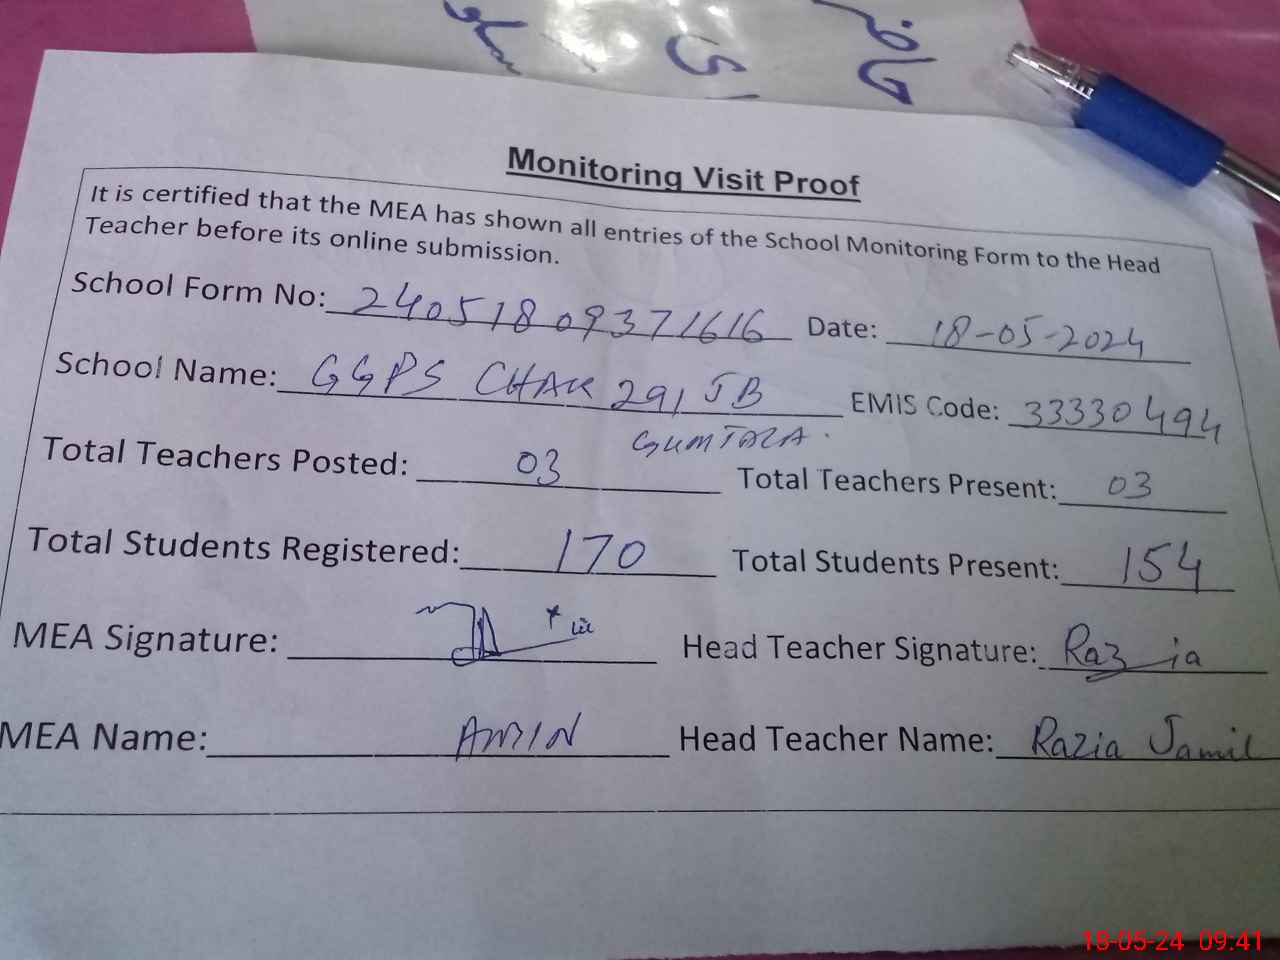 Monitoring Visit Proof
It is certified that the MEA has shown all entries of the School Monitoring Form to the Head
Teacher before its online submission.
School Form No: 24051809371616 Date: 18-05-2024
School Name: GGPS CHAK 291 JB EMIS Code: 33330494
GUMTALA.
Total Teachers Posted: 03 Total Teachers Present: 03
Total Students Registered: 170 Total Students Present: 154
MEA Signature: Head Teacher Signature: Razia
MEA Name: AMIN Head Teacher Name: Razia Jamil
18-05-24 09:41